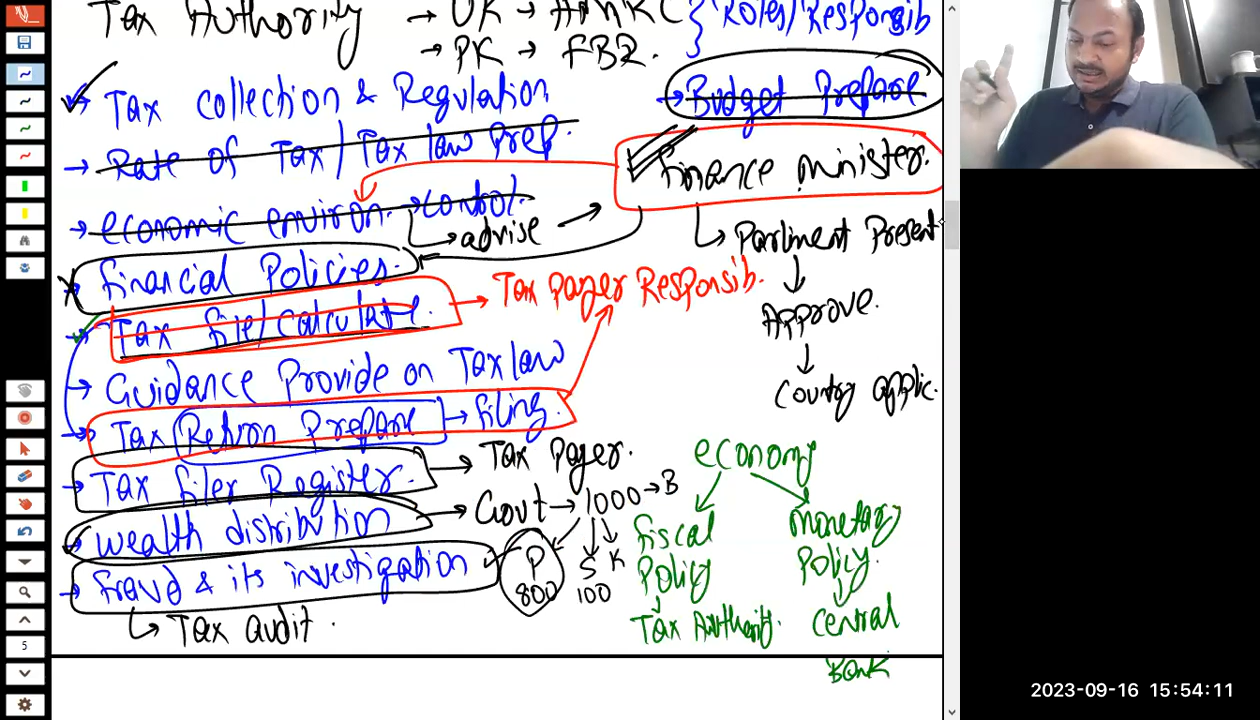 Tax Authority → UK → HMRC } Roles/Responsib
→ PK → FBR.
→ Tax collection & Regulation
→ Budget Prepare
→ Rate of Tax / Tax law Prep.
Finance minister.
→ economic environ. → control.
→ advise →
→ Parliment Present
→ financial Policies.
Approve.
→ Tax file/calculate. → Tax Payer Responsib.
→ Guidance Provide on Tax law
Country applic.
→ Tax Return Prepare → filing.
→ Tax filer Register. → Tax Payer.
economy
→ wealth distribution → Govt → 1000 → B
P S K
800 100
fiscal Policy
monetary Policy.
→ fraud & its investigation
Tax Authority.
central Bank
↳ Tax audit.
5
2023-09-16 15:54:11